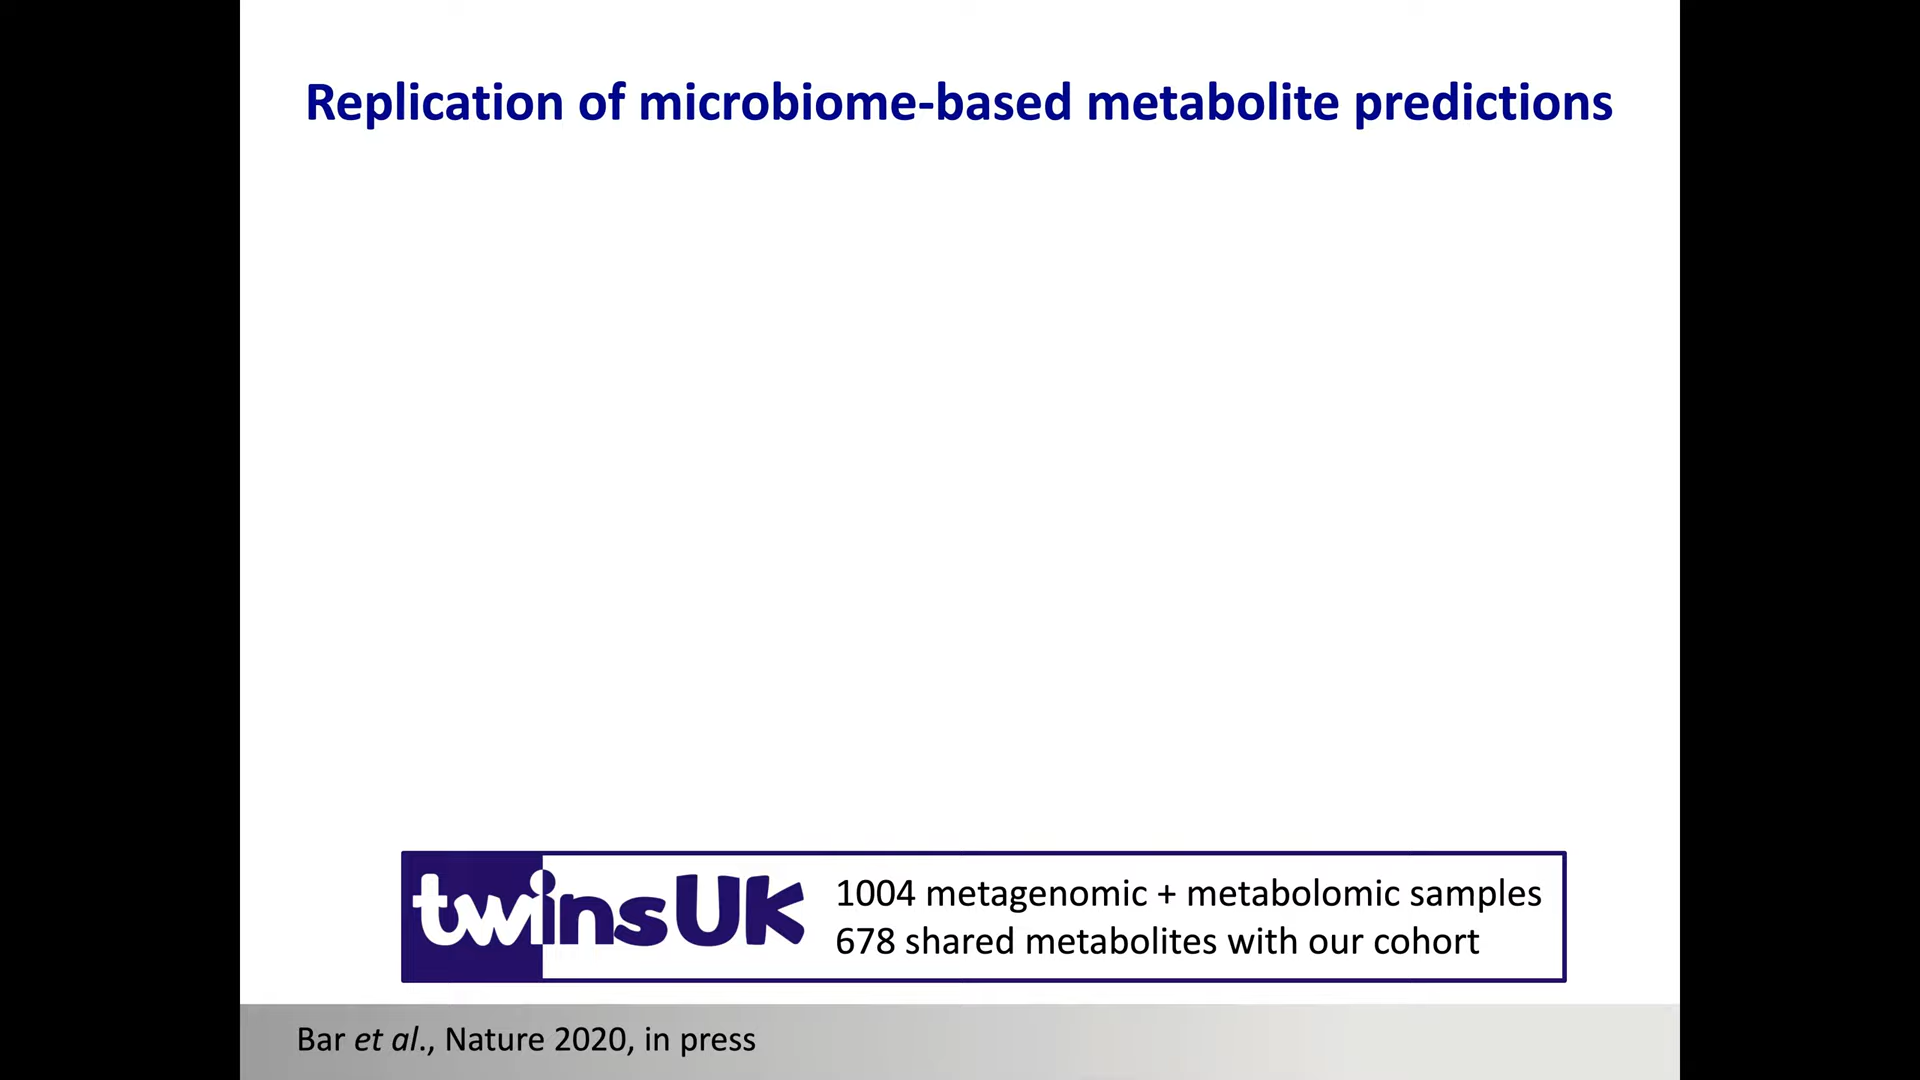 Replication of microbiome-based metabolite predictions
twinsUK
1004 metagenomic + metabolomic samples
678 shared metabolites with our cohort
Bar et al., Nature 2020, in press